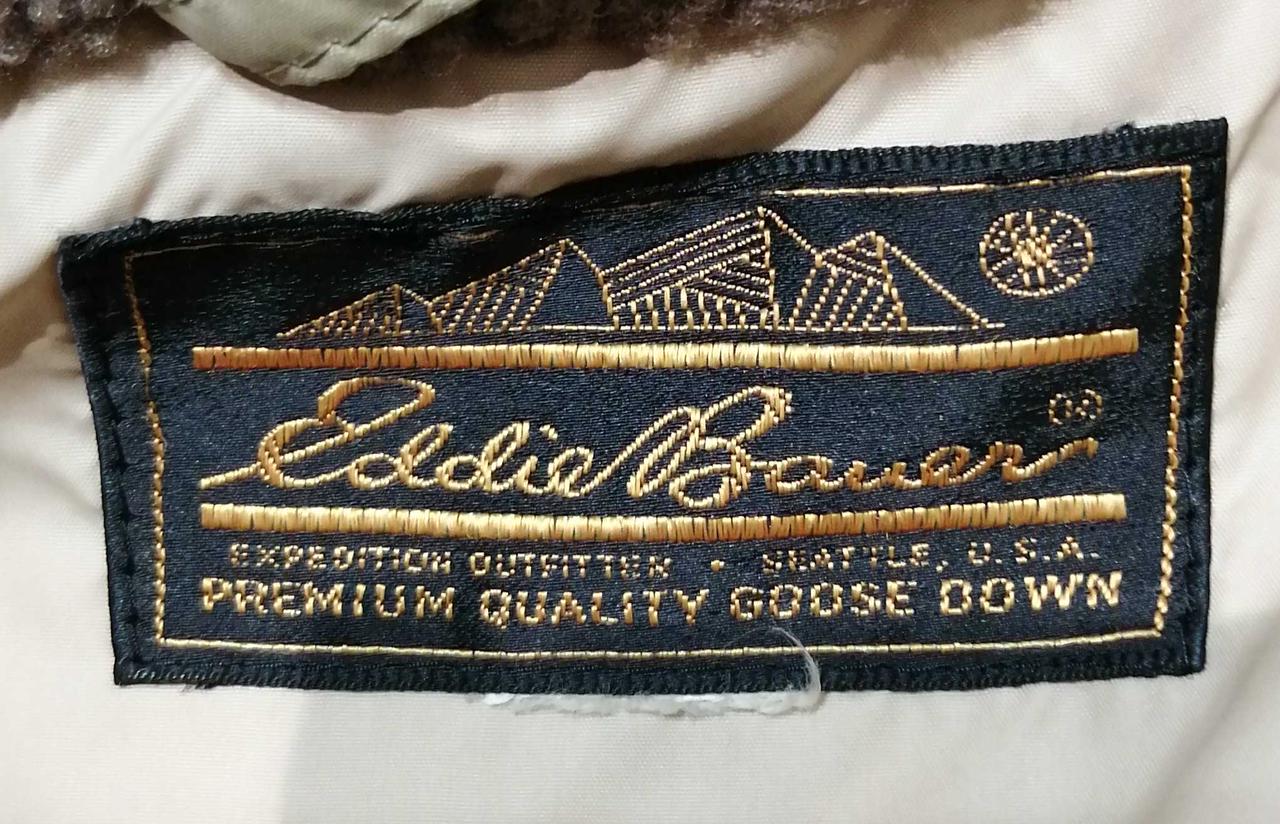 Eddie Bauer ®
EXPEDITION OUTFITTER · SEATTLE, U.S.A.
PREMIUM QUALITY GOOSE DOWN